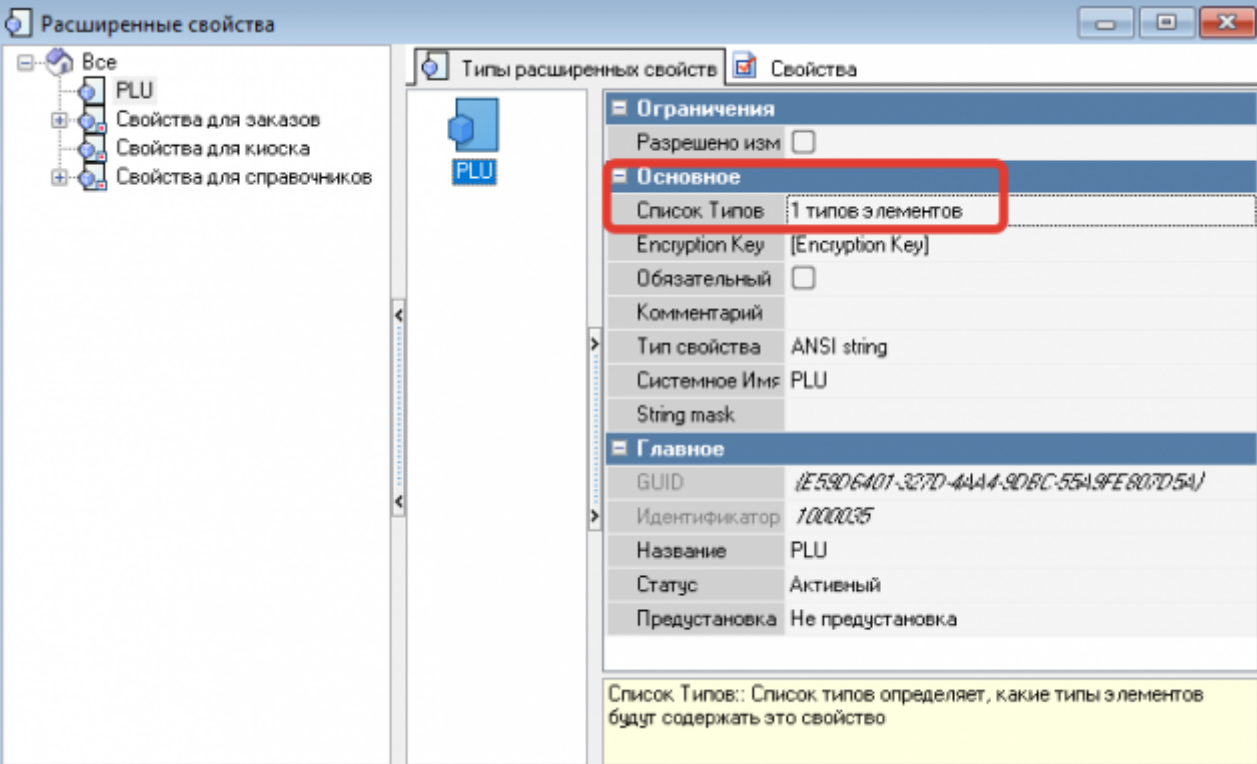 Расширенные свойства
Все
PLU
Свойства для заказов
Свойства для киоска
Свойства для справочников
Типы расширенных свойств
Свойства
PLU
Ограничения
Разрешено изм
Основное
Список Типов 1 типов элементов
Encryption Key [Encryption Key]
Обязательный
Комментарий
Тип свойства ANSI string
Системное Имя PLU
String mask
Главное
GUID {E59D6401-327D-4AA4-9DBC-55A9FE807D5A}
Идентификатор 1000035
Название PLU
Статус Активный
Предустановка Не предустановка
Список Типов:: Список типов определяет, какие типы элементов
будут содержать это свойство